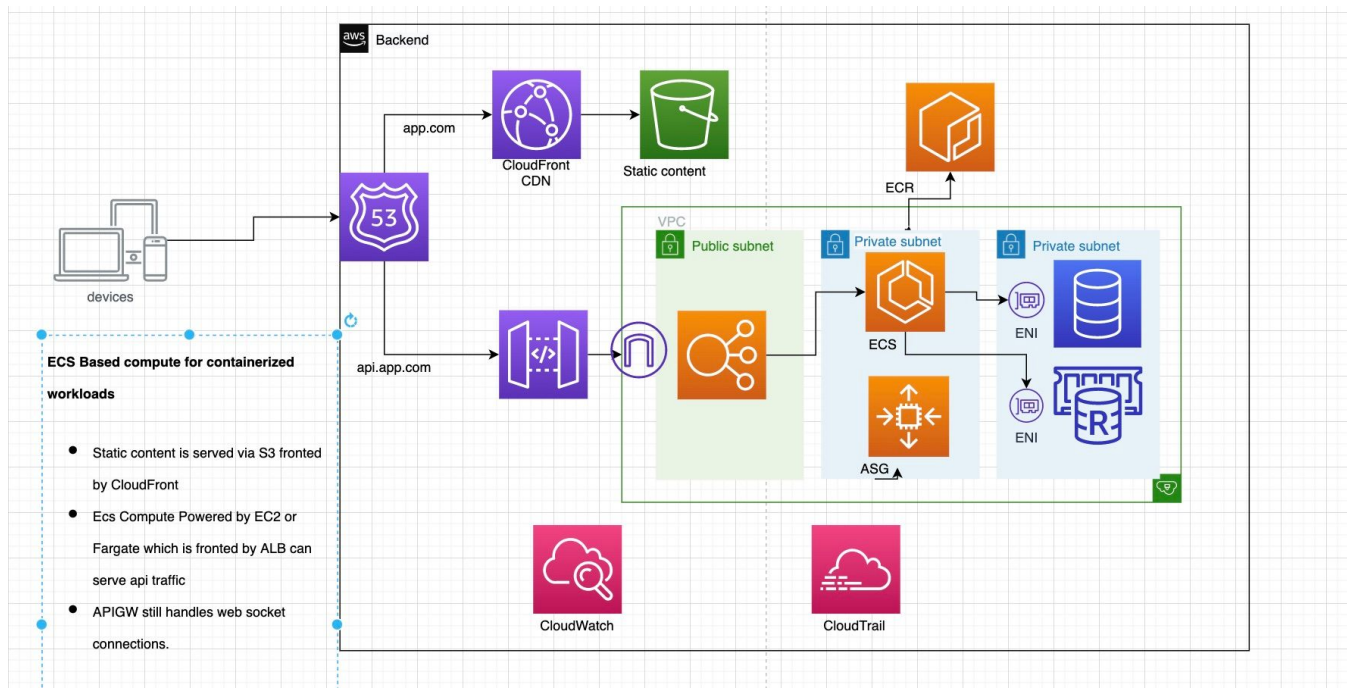 aws
Backend
app.com
CloudFront
CDN
Static content
ECR
53
VPC
Public subnet
Private subnet
Private subnet
devices
ENI
ECS
api.app.com
ECS Based compute for containerized
workloads
R
ENI
ASG
● Static content is served via S3 fronted
by CloudFront
● Ecs Compute Powered by EC2 or
Fargate which is fronted by ALB can
serve api traffic
● APIGW still handles web socket
connections.
CloudWatch
CloudTrail